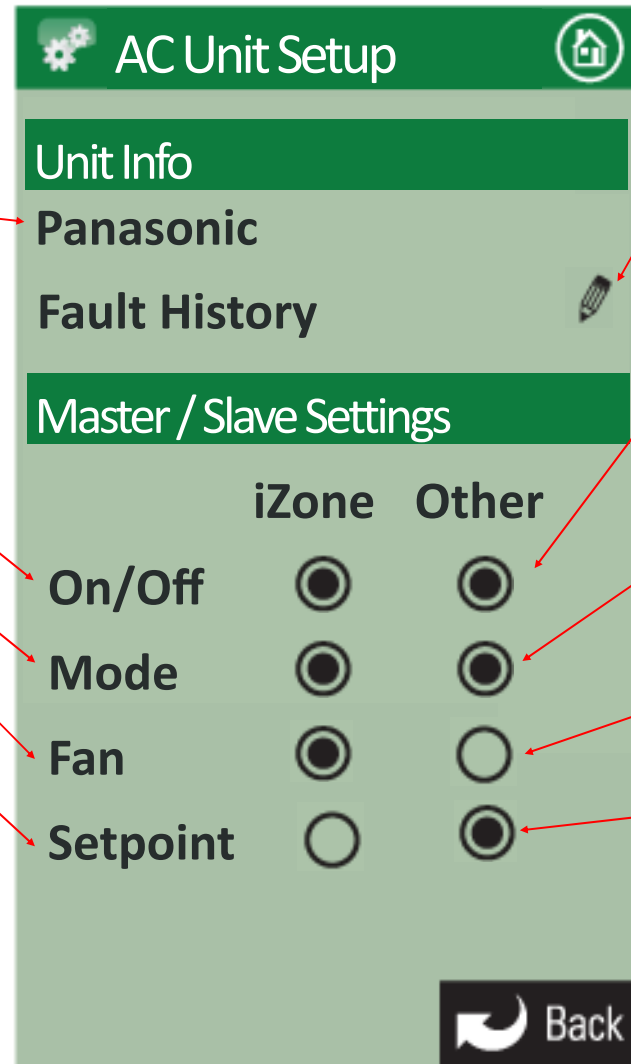 AC Unit Setup
Unit Info
Panasonic
Fault History
Master / Slave Settings
iZone Other
On/Off
Mode
Fan
Setpoint
Back